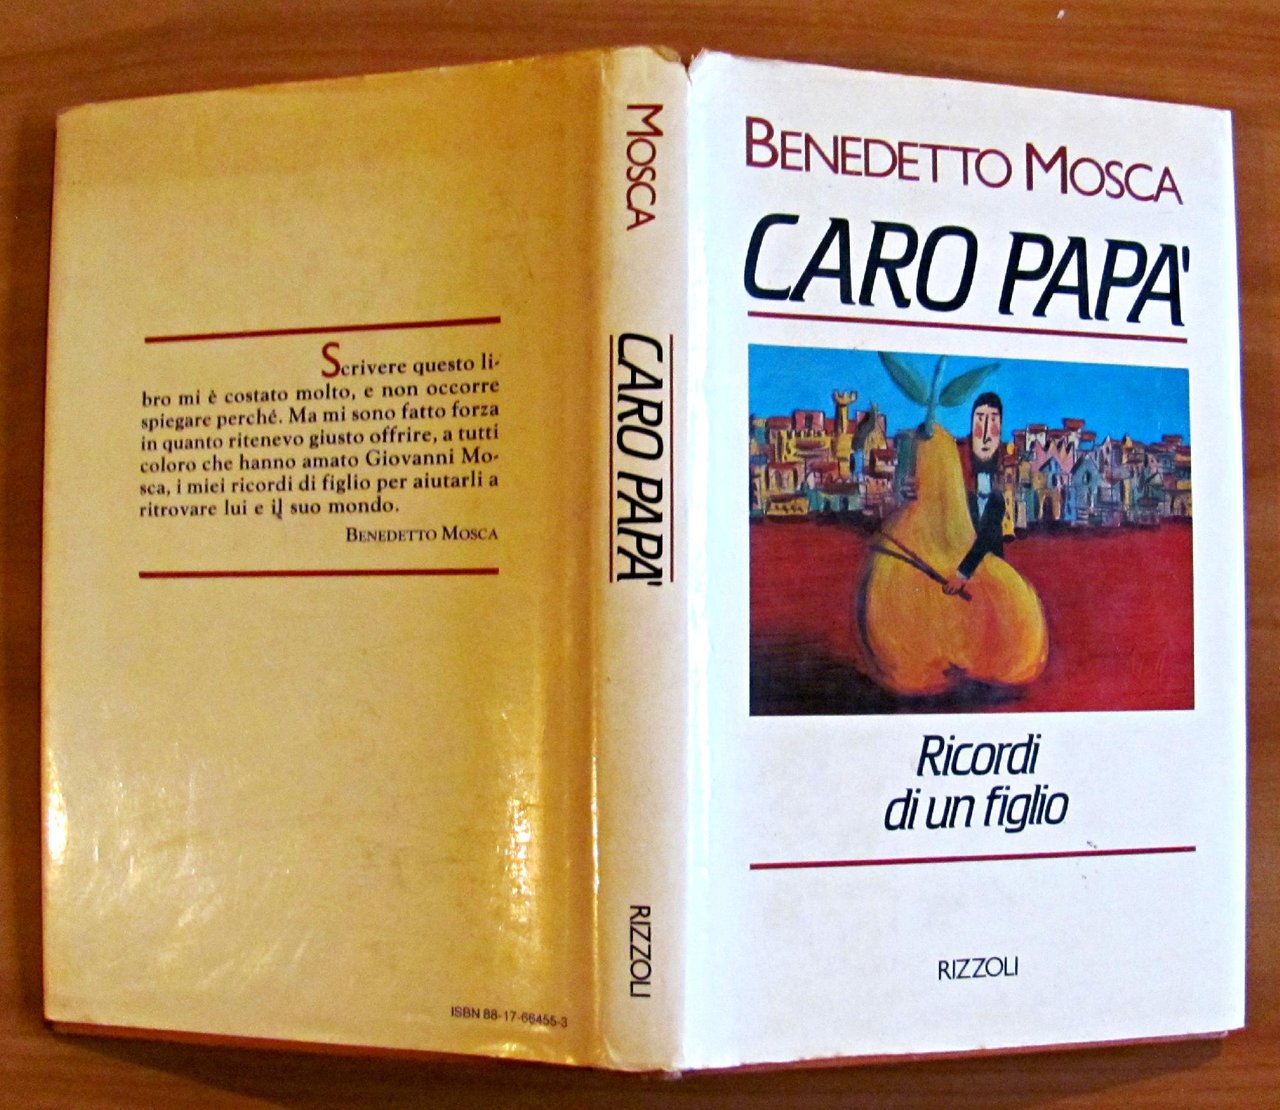 Scrivere questo li-
bro mi è costato molto, e non occorre
spiegare perché. Ma mi sono fatto forza
in quanto ritenevo giusto offrire, a tutti
coloro che hanno amato Giovanni Mo-
sca, i miei ricordi di figlio per aiutarli a
ritrovare lui e il suo mondo.
BENEDETTO MOSCA
ISBN 88-17-66455-3
MOSCA
CARO PAPA'
RIZZOLI
BENEDETTO MOSCA
CARO PAPA'
Ricordi
di un figlio
RIZZOLI